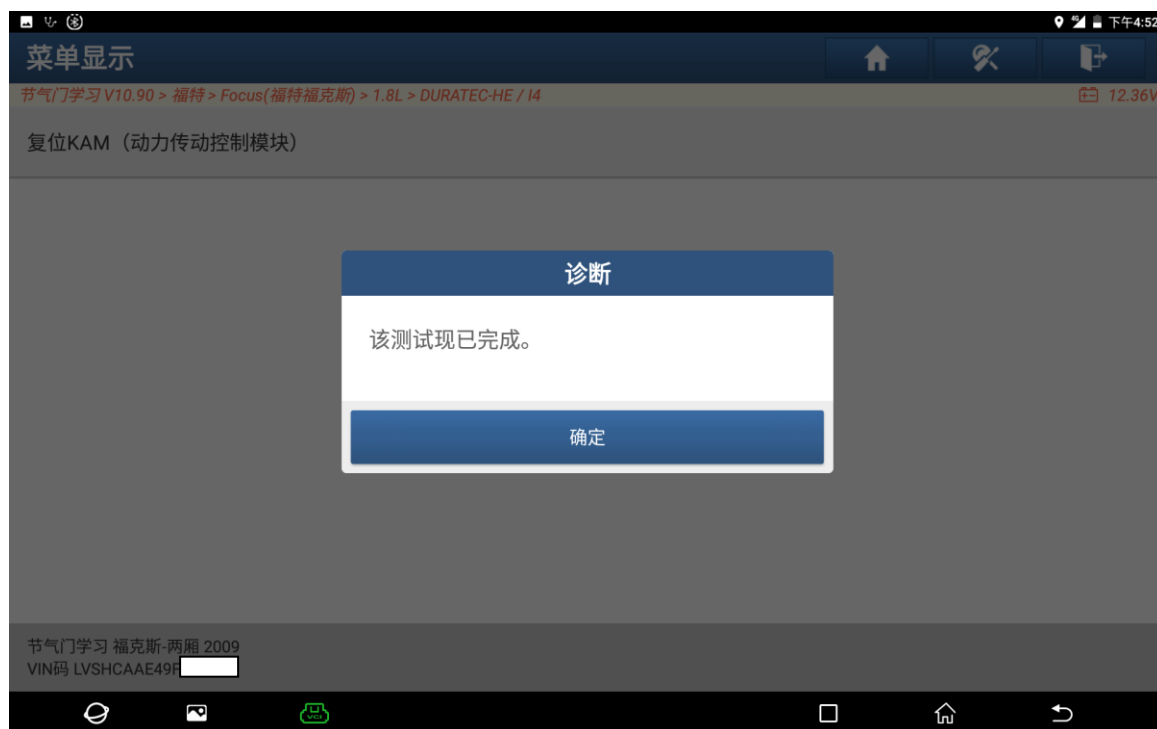 下午4:52
菜单显示
节气门学习 V10.90 > 福特 > Focus(福特福克斯) > 1.8L > DURATEC-HE / I4
12.36V
复位KAM（动力传动控制模块）
诊断
该测试现已完成。
确定
节气门学习 福克斯-两厢 2009
VIN码 LVSHCAAE49F
VCI